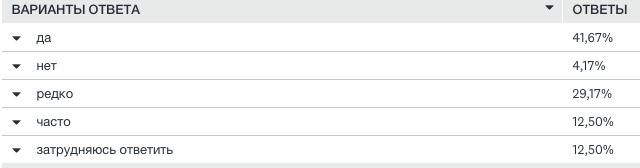 ВАРИАНТЫ ОТВЕТА ОТВЕТЫ
да 41,67%
нет 4,17%
редко 29,17%
часто 12,50%
затрудняюсь ответить 12,50%